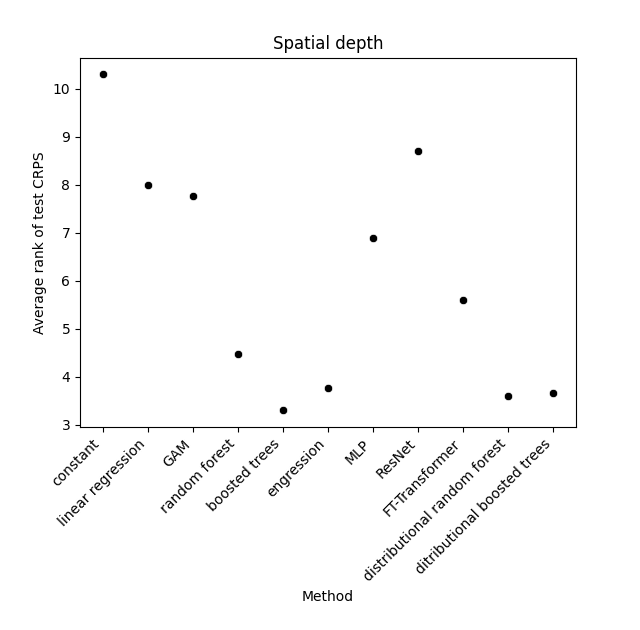 Spatial depth
Average rank of test CRPS
10
9
8
7
6
5
4
3
constant
linear regression
GAM
random forest
boosted trees
engression
MLP
ResNet
FT-Transformer
distributional random forest
ditributional boosted trees
Method